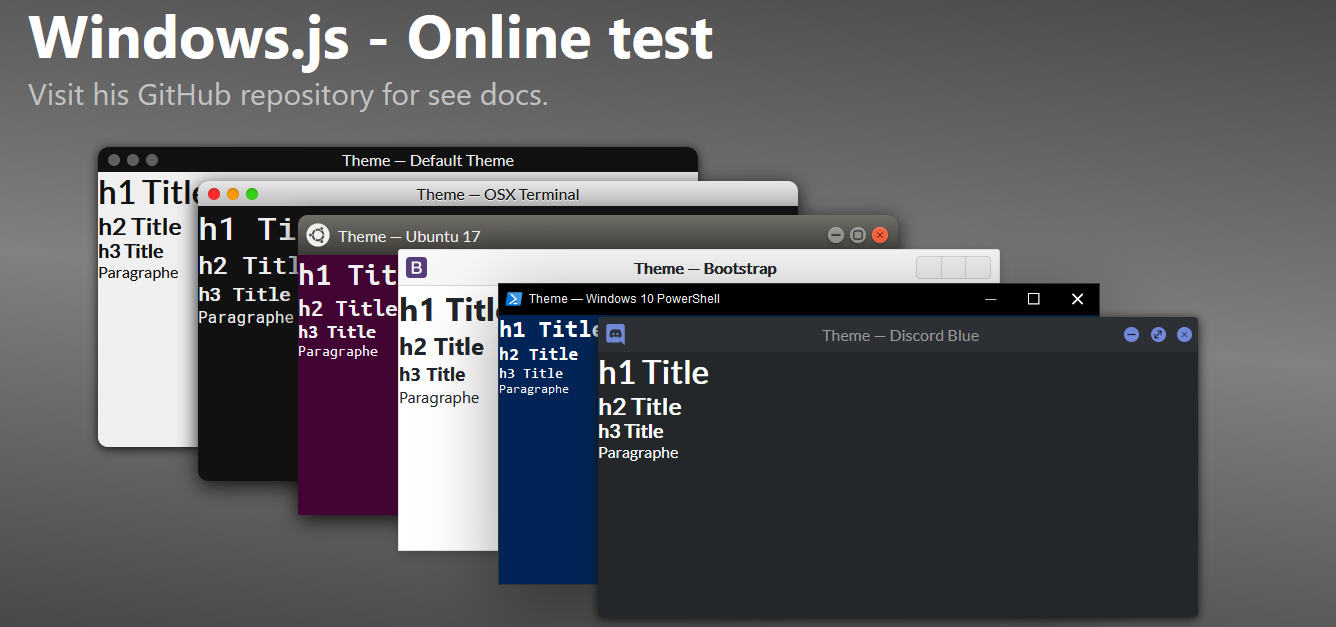 Windows.js - Online test
Visit his GitHub repository for see docs.
Theme — Default Theme
h1 Title
h2 Title
h3 Title
Paragraphe
Theme — OSX Terminal
h1 Ti
h2 Titl
h3 Title
Paragraphe
Theme — Ubuntu 17
h1 Tit
h2 Title
h3 Title
Paragraphe
B
Theme — Bootstrap
h1 Titl
h2 Title
h3 Title
Paragraphe
Theme — Windows 10 PowerShell
h1 Title
h2 Title
h3 Title
Paragraphe
Theme — Discord Blue
h1 Title
h2 Title
h3 Title
Paragraphe